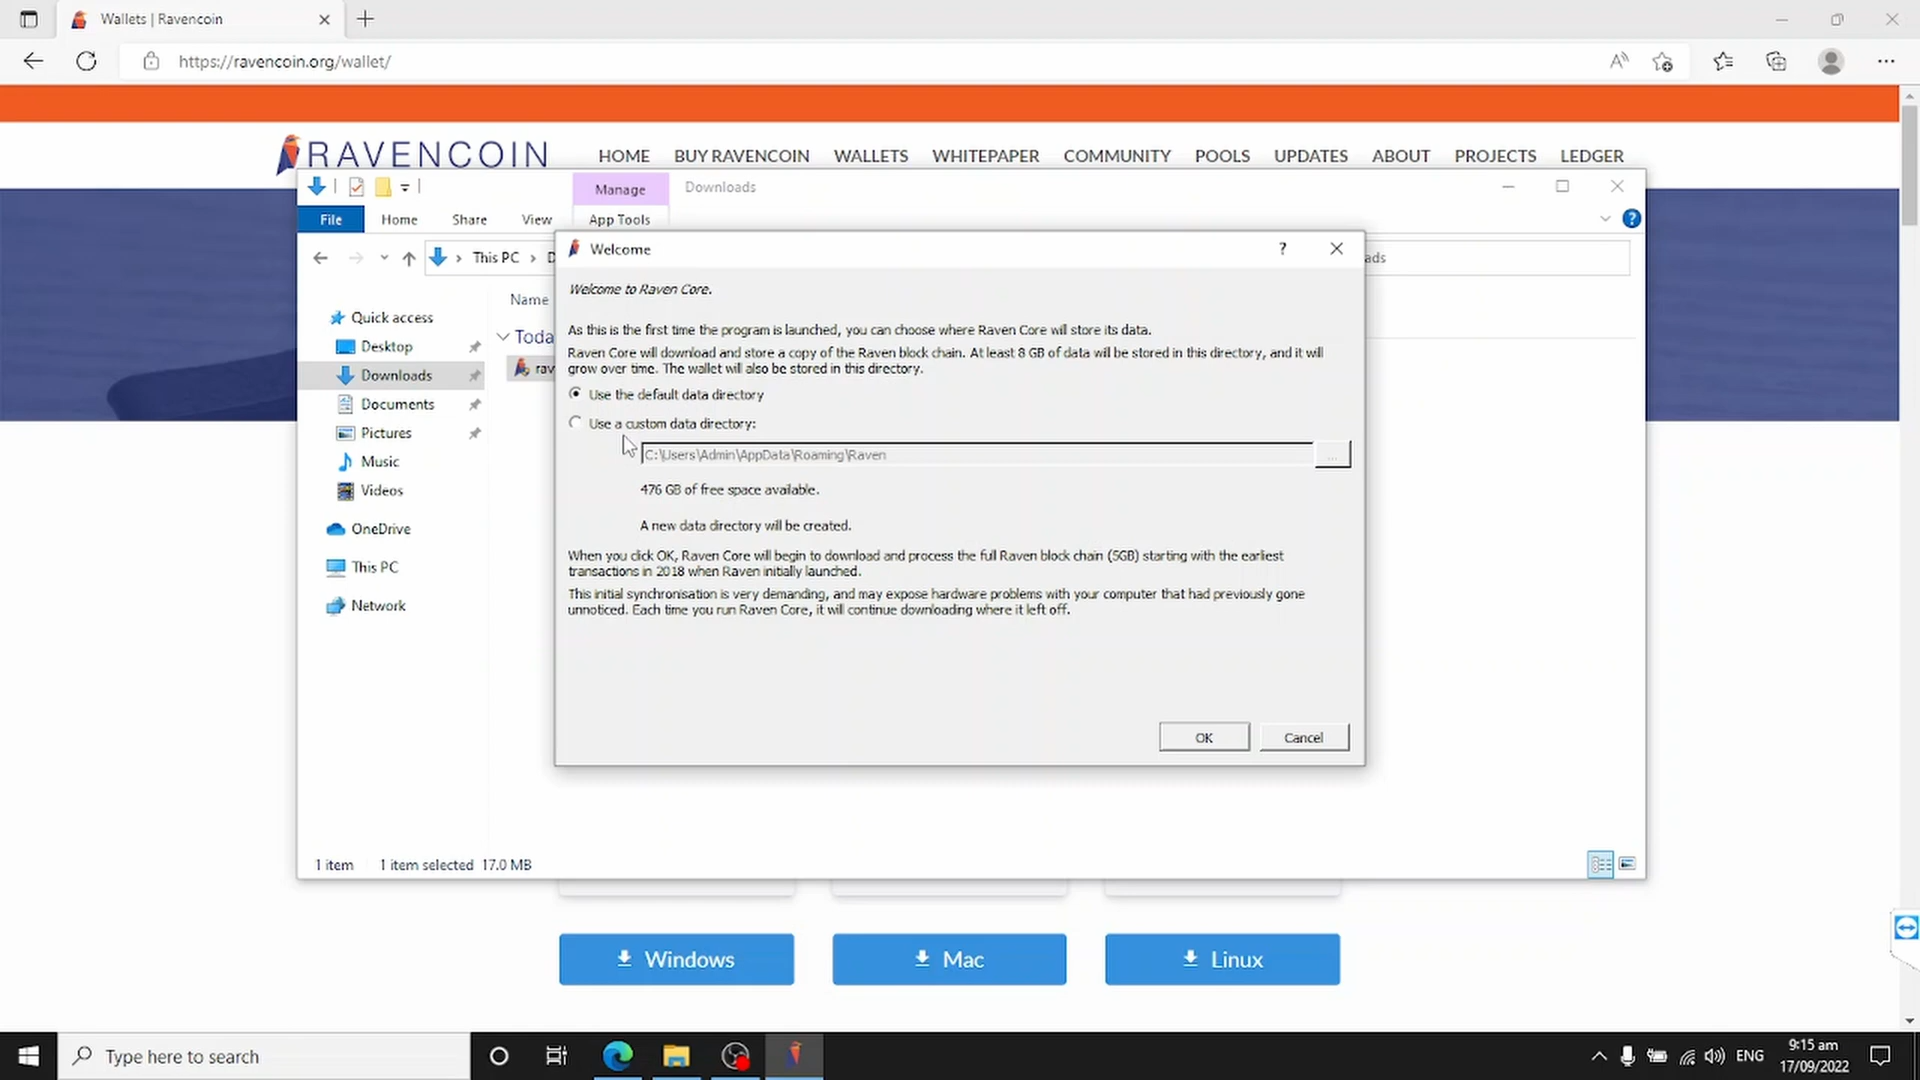 Wallets | Ravencoin
https://ravencoin.org/wallet/
RAVENCOIN
HOME BUY RAVENCOIN WALLETS WHITEPAPER COMMUNITY POOLS UPDATES ABOUT PROJECTS LEDGER
Manage Downloads
File Home Share View App Tools
This PC
Welcome
Welcome to Raven Core.
As this is the first time the program is launched, you can choose where Raven Core will store its data.
Raven Core will download and store a copy of the Raven block chain. At least 8 GB of data will be stored in this directory, and it will
grow over time. The wallet will also be stored in this directory.
Use the default data directory
Use a custom data directory:
C:\Users\Admin\AppData\Roaming\Raven
...
476 GB of free space available.
A new data directory will be created.
When you click OK, Raven Core will begin to download and process the full Raven block chain (5GB) starting with the earliest
transactions in 2018 when Raven initially launched.
This initial synchronisation is very demanding, and may expose hardware problems with your computer that had previously gone
unnoticed. Each time you run Raven Core, it will continue downloading where it left off.
OK Cancel
Name
Toda
rav
Quick access
Desktop
Downloads
Documents
Pictures
Music
Videos
OneDrive
This PC
Network
1 item 1 item selected 17.0 MB
Windows Mac Linux
Type here to search
ENG
9:15 am
17/09/2022